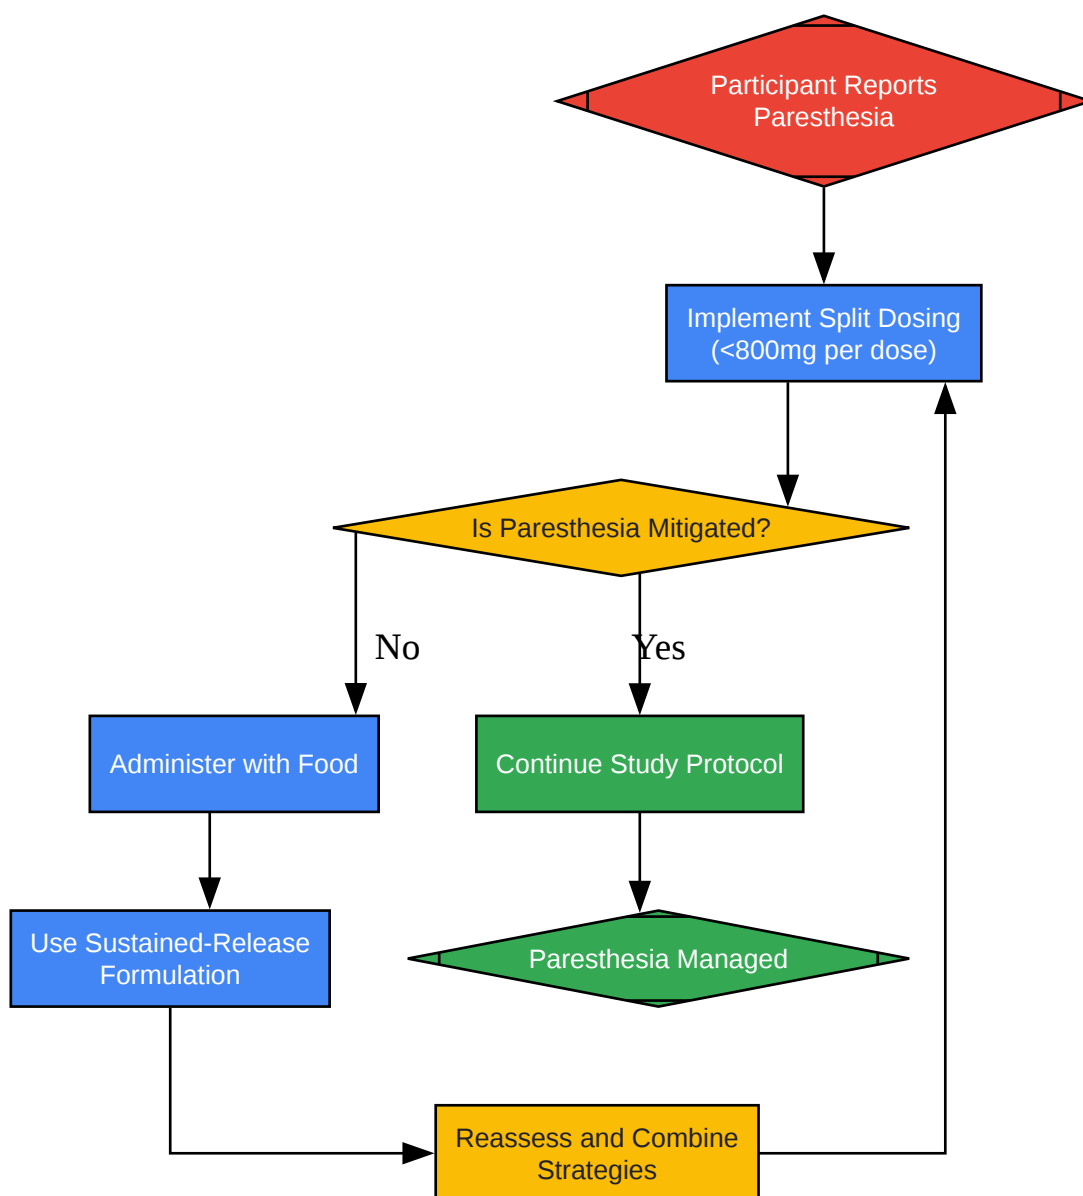 Participant Reports
Paresthesia
Implement Split Dosing
(<800mg per dose)
Is Paresthesia Mitigated?
No
Yes
Administer with Food
Continue Study Protocol
Use Sustained-Release
Formulation
Paresthesia Managed
Reassess and Combine
Strategies